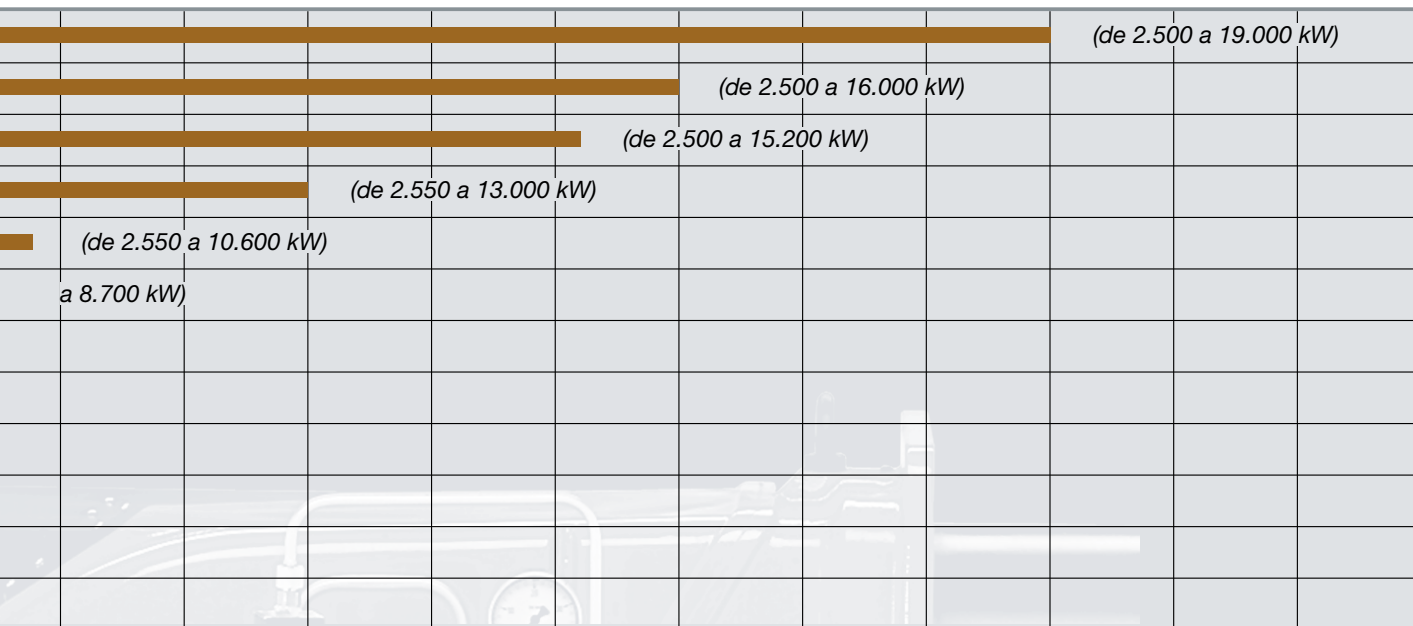 (de 2.500 a 19.000 kW)
(de 2.500 a 16.000 kW)
(de 2.500 a 15.200 kW)
(de 2.550 a 13.000 kW)
(de 2.550 a 10.600 kW)
a 8.700 kW)